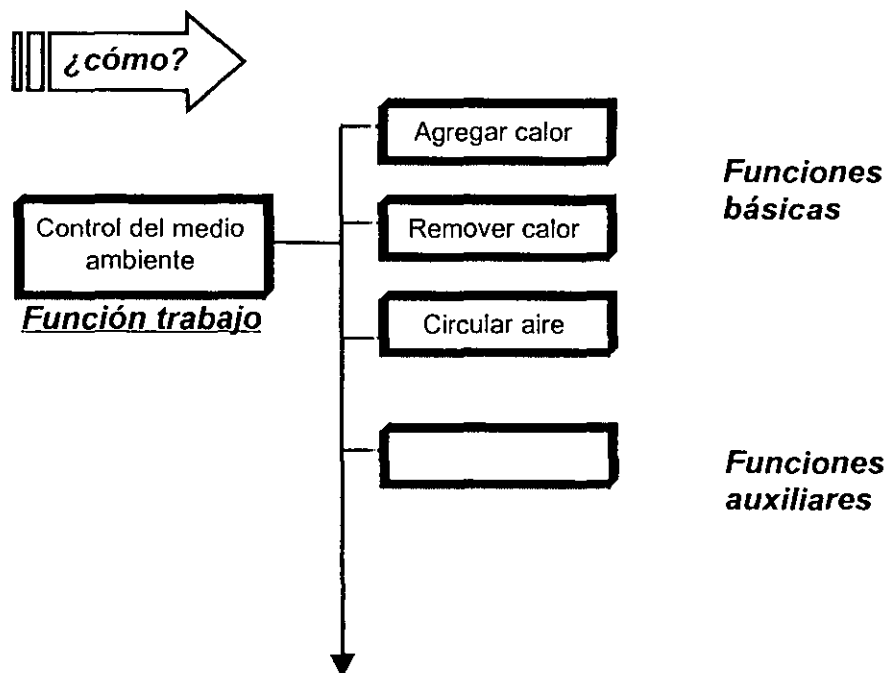 ¿cómo?
Agregar calor
Funciones
básicas
Control del medio
ambiente
Remover calor
Función trabajo
Circular aire
Funciones
auxiliares